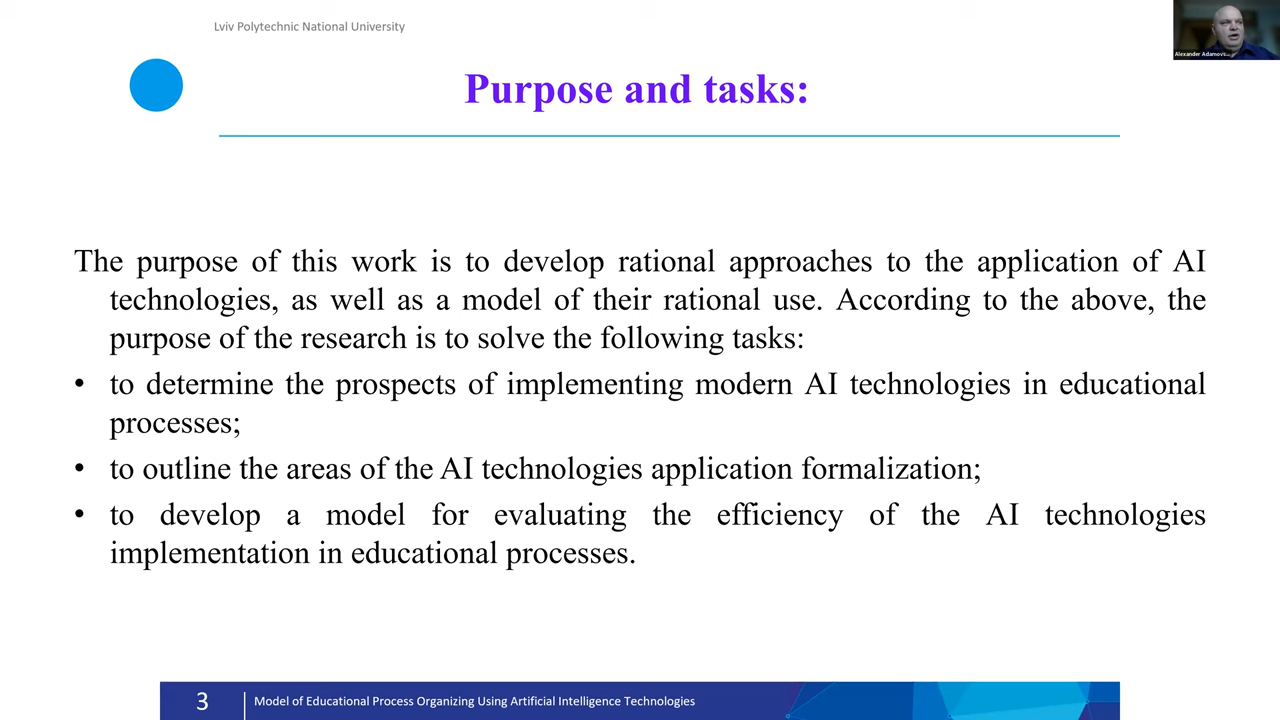 Lviv Polytechnic National University
Alexander Adamovs...
Purpose and tasks:
The purpose of this work is to develop rational approaches to the application of AI
technologies, as well as a model of their rational use. According to the above, the
purpose of the research is to solve the following tasks:
• to determine the prospects of implementing modern AI technologies in educational
processes;
• to outline the areas of the AI technologies application formalization;
• to develop a model for evaluating the efficiency of the AI technologies
implementation in educational processes.
3
Model of Educational Process Organizing Using Artificial Intelligence Technologies